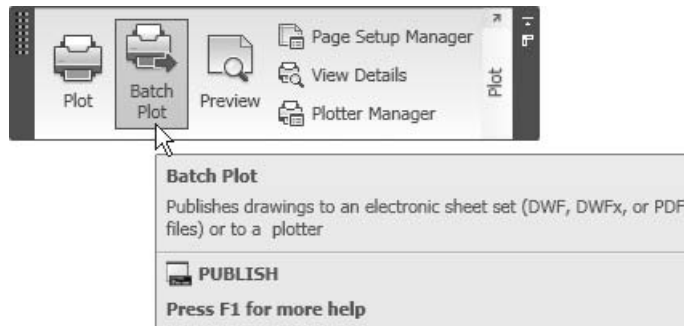 Plot
Batch
Plot
Preview
Page Setup Manager
View Details
Plotter Manager
Plot
Batch Plot
Publishes drawings to an electronic sheet set (DWF, DWFx, or PDF
files) or to a plotter
PUBLISH
Press F1 for more help